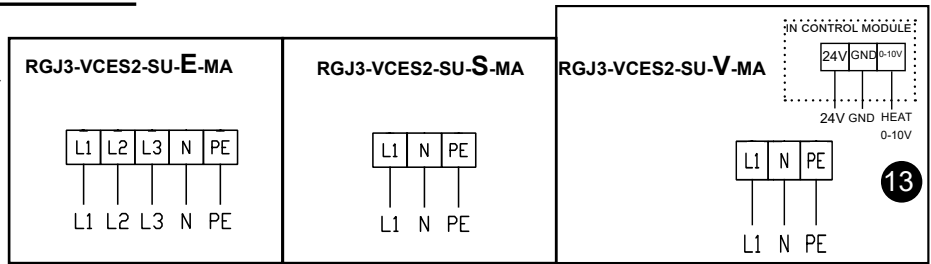 RGJ3-VCES2-SU-E-MA
L1 L2 L3 N PE
L1 L2 L3 N PE
RGJ3-VCES2-SU-S-MA
L1 N PE
L1 N PE
RGJ3-VCES2-SU-V-MA
IN CONTROL MODULE
24V GND 0-10V
24V GND HEAT
0-10V
L1 N PE
L1 N PE
13